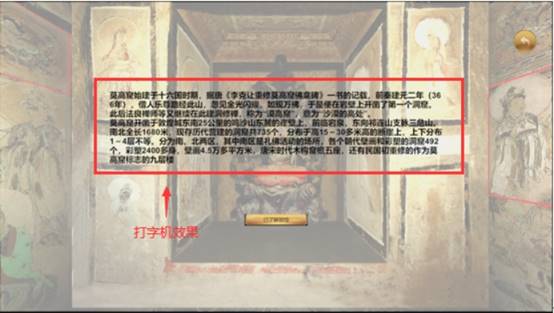 莫高窟始建于十六国时期，据唐《李克让重修莫高窟佛龛碑》一书的记载，前秦建元二年（36
6年），僧人乐尊路经此山，忽见金光闪耀，如现万佛，于是便在岩壁上开凿了第一个洞窟。
此后法良禅师等又继续在此建洞修禅，称为“漠高窟”，意为“沙漠的高处”。
莫高窟开凿于敦煌城东南25公里的鸣沙山东麓的崖壁上，前临宕泉，东向祁连山支脉三危山，
南北全长1680米，现存历代营建的洞窟共735个，分布于高15－30多米高的断崖上，上下分布
1－4层不等。分为南、北两区，其中南区是礼佛活动的场所，各个朝代壁画和彩塑的洞窟492
个，彩塑2400多身，壁画4.5万多平方米，唐宋时代木构窟檐五座，还有民国初重修的作为莫
高窟标志的九层楼
打字机效果